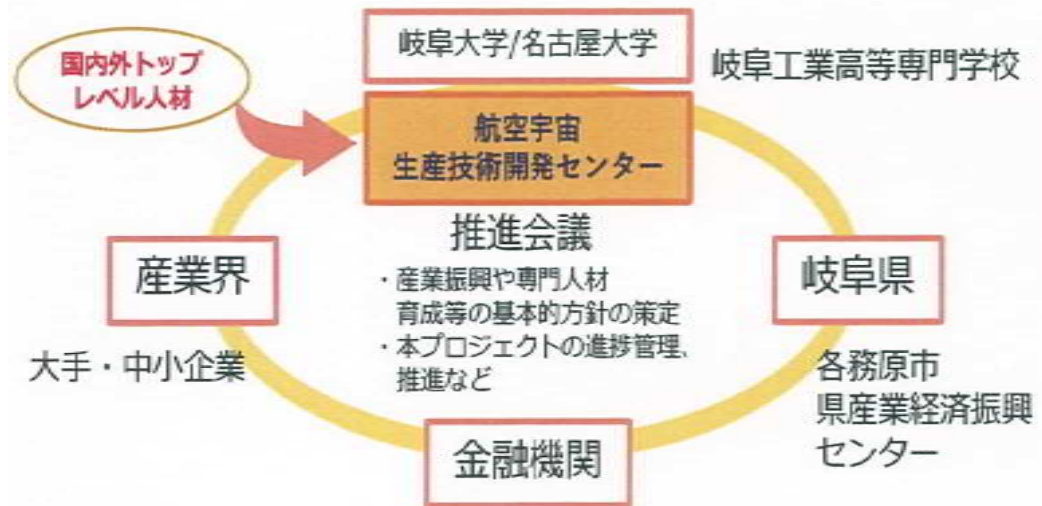 国内外トップ
レベル人材
岐阜大学/名古屋大学
岐阜工業高等専門学校
航空宇宙
生産技術開発センター
推進会議
・産業振興や専門人材
育成等の基本的方針の策定
・本プロジェクトの進捗管理、
推進など
産業界
大手・中小企業
岐阜県
各務原市
県産業経済振興
センター
金融機関